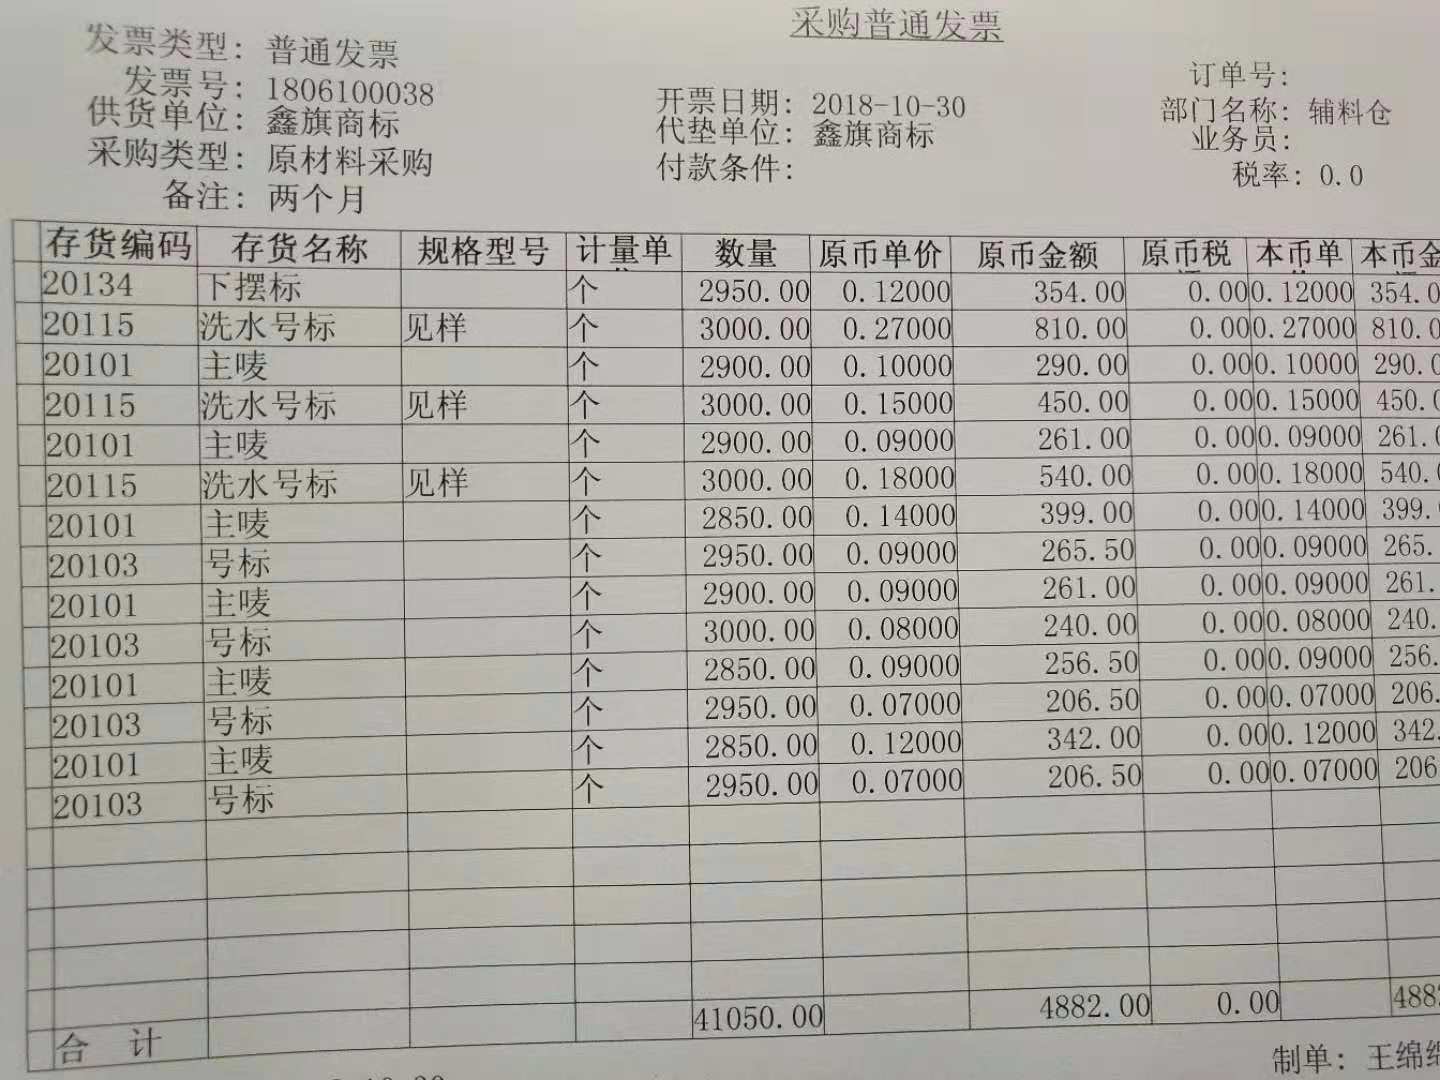 采购普通发票
发票类型: 普通发票
发票号: 1806100038 开票日期: 2018-10-30 订单号:
供货单位: 鑫旗商标 代垫单位: 鑫旗商标 部门名称: 辅料仓
采购类型: 原材料采购 付款条件: 业务员:
备注: 两个月 税率: 0.0
存货编码 存货名称 规格型号 计量单 数量 原币单价 原币金额 原币税 本币单 本币金
20134 下摆标 个 2950.00 0.12000 354.00 0.00 0.12000 354.0
20115 洗水号标 见样 个 3000.00 0.27000 810.00 0.00 0.27000 810.0
20101 主唛 个 2900.00 0.10000 290.00 0.00 0.10000 290.0
20115 洗水号标 见样 个 3000.00 0.15000 450.00 0.00 0.15000 450.0
20101 主唛 个 2900.00 0.09000 261.00 0.00 0.09000 261.0
20115 洗水号标 见样 个 3000.00 0.18000 540.00 0.00 0.18000 540.
20101 主唛 个 2850.00 0.14000 399.00 0.00 0.14000 399.
20103 号标 个 2950.00 0.09000 265.50 0.00 0.09000 265.
20101 主唛 个 2900.00 0.09000 261.00 0.00 0.09000 261.
20103 号标 个 3000.00 0.08000 240.00 0.00 0.08000 240.
20101 主唛 个 2850.00 0.09000 256.50 0.00 0.09000 256.
20103 号标 个 2950.00 0.07000 206.50 0.00 0.07000 206.
20101 主唛 个 2850.00 0.12000 342.00 0.00 0.12000 342.
20103 号标 个 2950.00 0.07000 206.50 0.00 0.07000 206
合 计 41050.00 4882.00 0.00 488
制单: 王绵